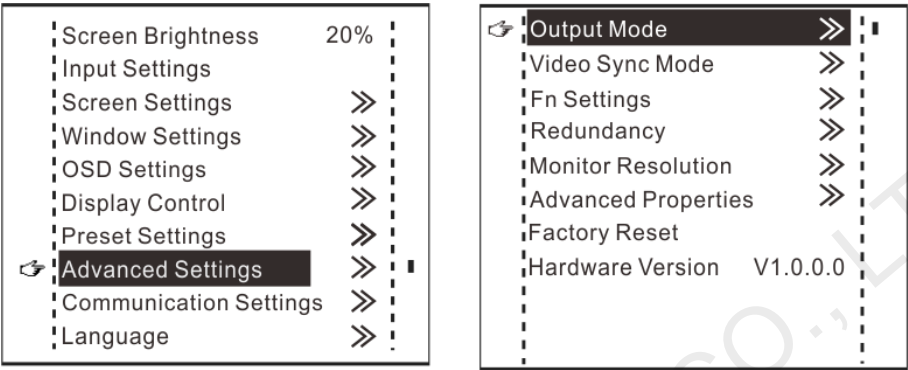 Screen Brightness 20%
Input Settings
Screen Settings
Window Settings
OSD Settings
Display Control
Preset Settings
Advanced Settings
Communication Settings
Language
Output Mode
Video Sync Mode
Fn Settings
Redundancy
Monitor Resolution
Advanced Properties
Factory Reset
Hardware Version V1.0.0.0
CO.,LT